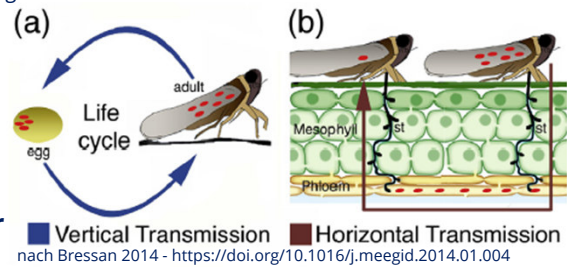 (a)
adult
Life
cycle
egg
Vertical Transmission
(b)
Mesophyll
st
st
Phloem
Horizontal Transmission
nach Bressan 2014 - https://doi.org/10.1016/j.meegid.2014.01.004